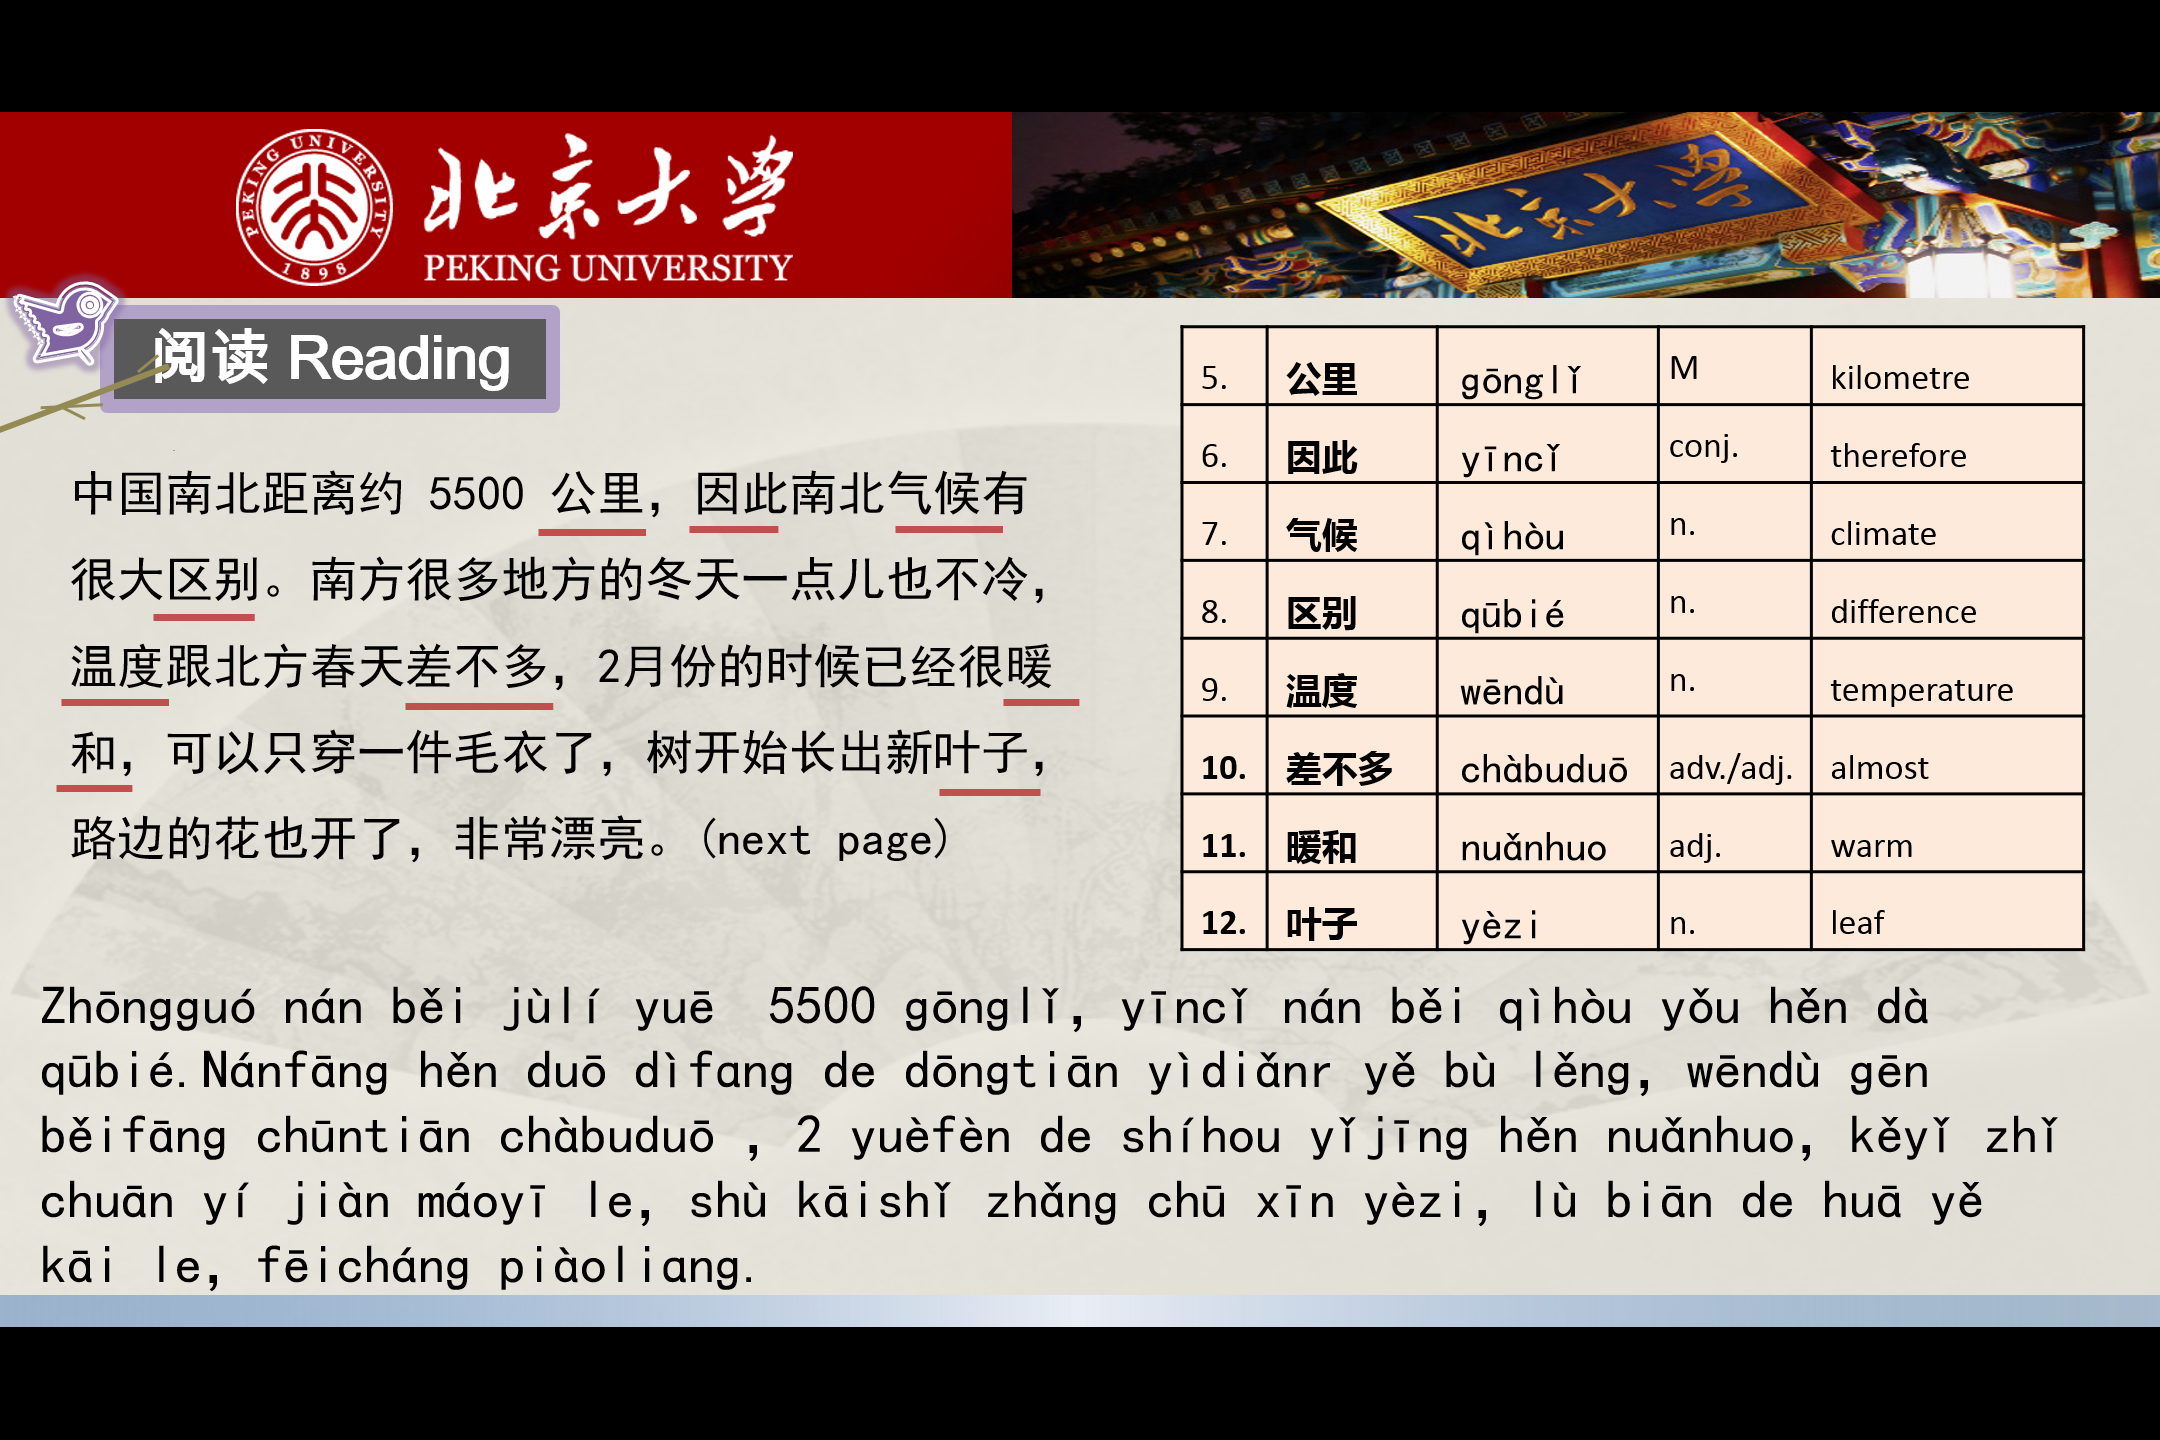 PEKING UNIVERSITY
1898
北京大学
PEKING UNIVERSITY
北京大学
阅读 Reading
中国南北距离约 5500 公里，因此南北气候有
很大区别。南方很多地方的冬天一点儿也不冷，
温度跟北方春天差不多，2月份的时候已经很暖
和，可以只穿一件毛衣了，树开始长出新叶子，
路边的花也开了，非常漂亮。(next page)
5. 公里 gōnglǐ M kilometre
6. 因此 yīncǐ conj. therefore
7. 气候 qìhòu n. climate
8. 区别 qūbié n. difference
9. 温度 wēndù n. temperature
10. 差不多 chàbuduō adv./adj. almost
11. 暖和 nuǎnhuo adj. warm
12. 叶子 yèzi n. leaf
Zhōngguó nán běi jùlí yuē 5500 gōnglǐ, yīncǐ nán běi qìhòu yǒu hěn dà
qūbié.Nánfāng hěn duō dìfang de dōngtiān yìdiǎnr yě bù lěng, wēndù gēn
běifāng chūntiān chàbuduō , 2 yuèfèn de shíhou yǐjīng hěn nuǎnhuo, kěyǐ zhǐ
chuān yí jiàn máoyī le, shù kāishǐ zhǎng chū xīn yèzi, lù biān de huā yě
kāi le, fēicháng piàoliang.